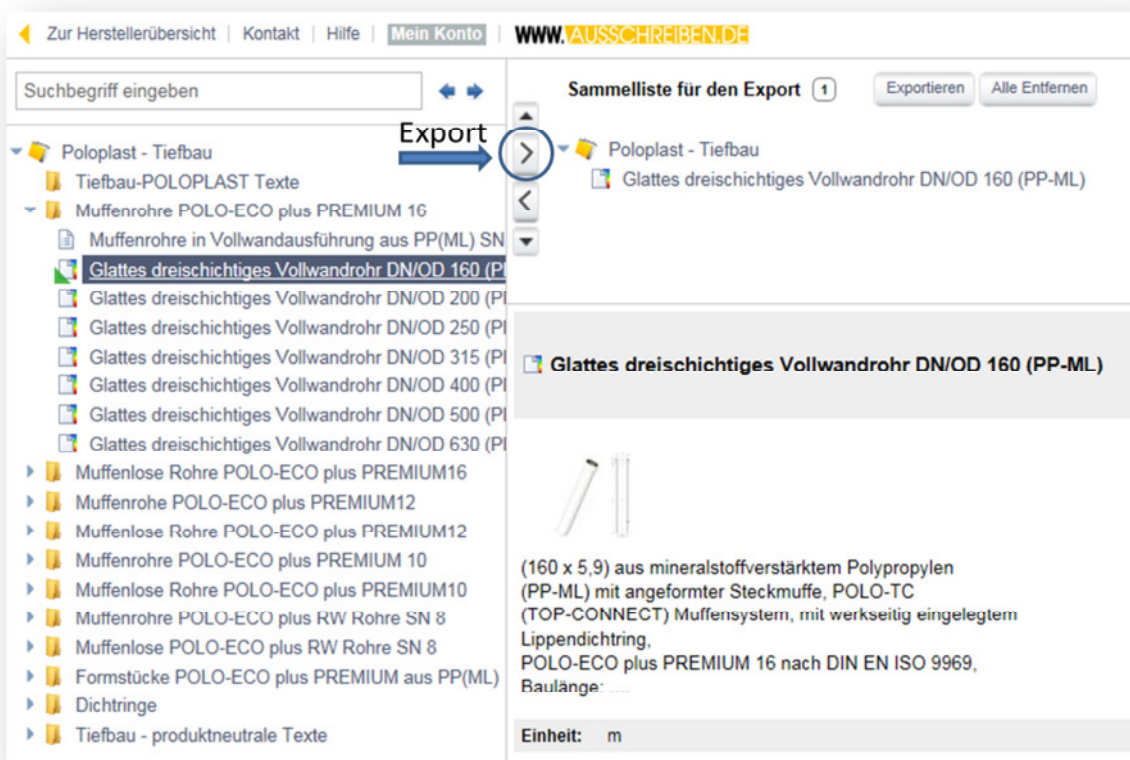 Zur Herstellerübersicht | Kontakt | Hilfe | Mein Konto | WWW.AUSSCHREIBEN.DE
Suchbegriff eingeben
Export
Poloplast - Tiefbau
Tiefbau-POLOPLAST Texte
Muffenrohre POLO-ECO plus PREMIUM 16
Muffenrohre in Vollwandausführung aus PP(ML) SN
Glattes dreischichtiges Vollwandrohr DN/OD 160 (P
Glattes dreischichtiges Vollwandrohr DN/OD 200 (P
Glattes dreischichtiges Vollwandrohr DN/OD 250 (P
Glattes dreischichtiges Vollwandrohr DN/OD 315 (P
Glattes dreischichtiges Vollwandrohr DN/OD 400 (P
Glattes dreischichtiges Vollwandrohr DN/OD 500 (P
Glattes dreischichtiges Vollwandrohr DN/OD 630 (P
Muffenlose Rohre POLO-ECO plus PREMIUM16
Muffenrohe POLO-ECO plus PREMIUM12
Muffenlose Rohre POLO-ECO plus PREMIUM12
Muffenrohre POLO-ECO plus PREMIUM 10
Muffenlose Rohre POLO-ECO plus PREMIUM10
Muffenrohre POLO-ECO plus RW Rohre SN 8
Muffenlose POLO-ECO plus RW Rohre SN 8
Formstücke POLO-ECO plus PREMIUM aus PP(ML)
Dichtringe
Tiefbau - produktneutrale Texte
Sammelliste für den Export 1 Exportieren Alle Entfernen
Poloplast - Tiefbau
Glattes dreischichtiges Vollwandrohr DN/OD 160 (PP-ML)
Glattes dreischichtiges Vollwandrohr DN/OD 160 (PP-ML)
(160 x 5,9) aus mineralstoffverstärktem Polypropylen
(PP-ML) mit angeformter Steckmuffe, POLO-TC
(TOP-CONNECT) Muffensystem, mit werkseitig eingelegtem
Lippendichtring,
POLO-ECO plus PREMIUM 16 nach DIN EN ISO 9969,
Baulänge: ....
Einheit: m